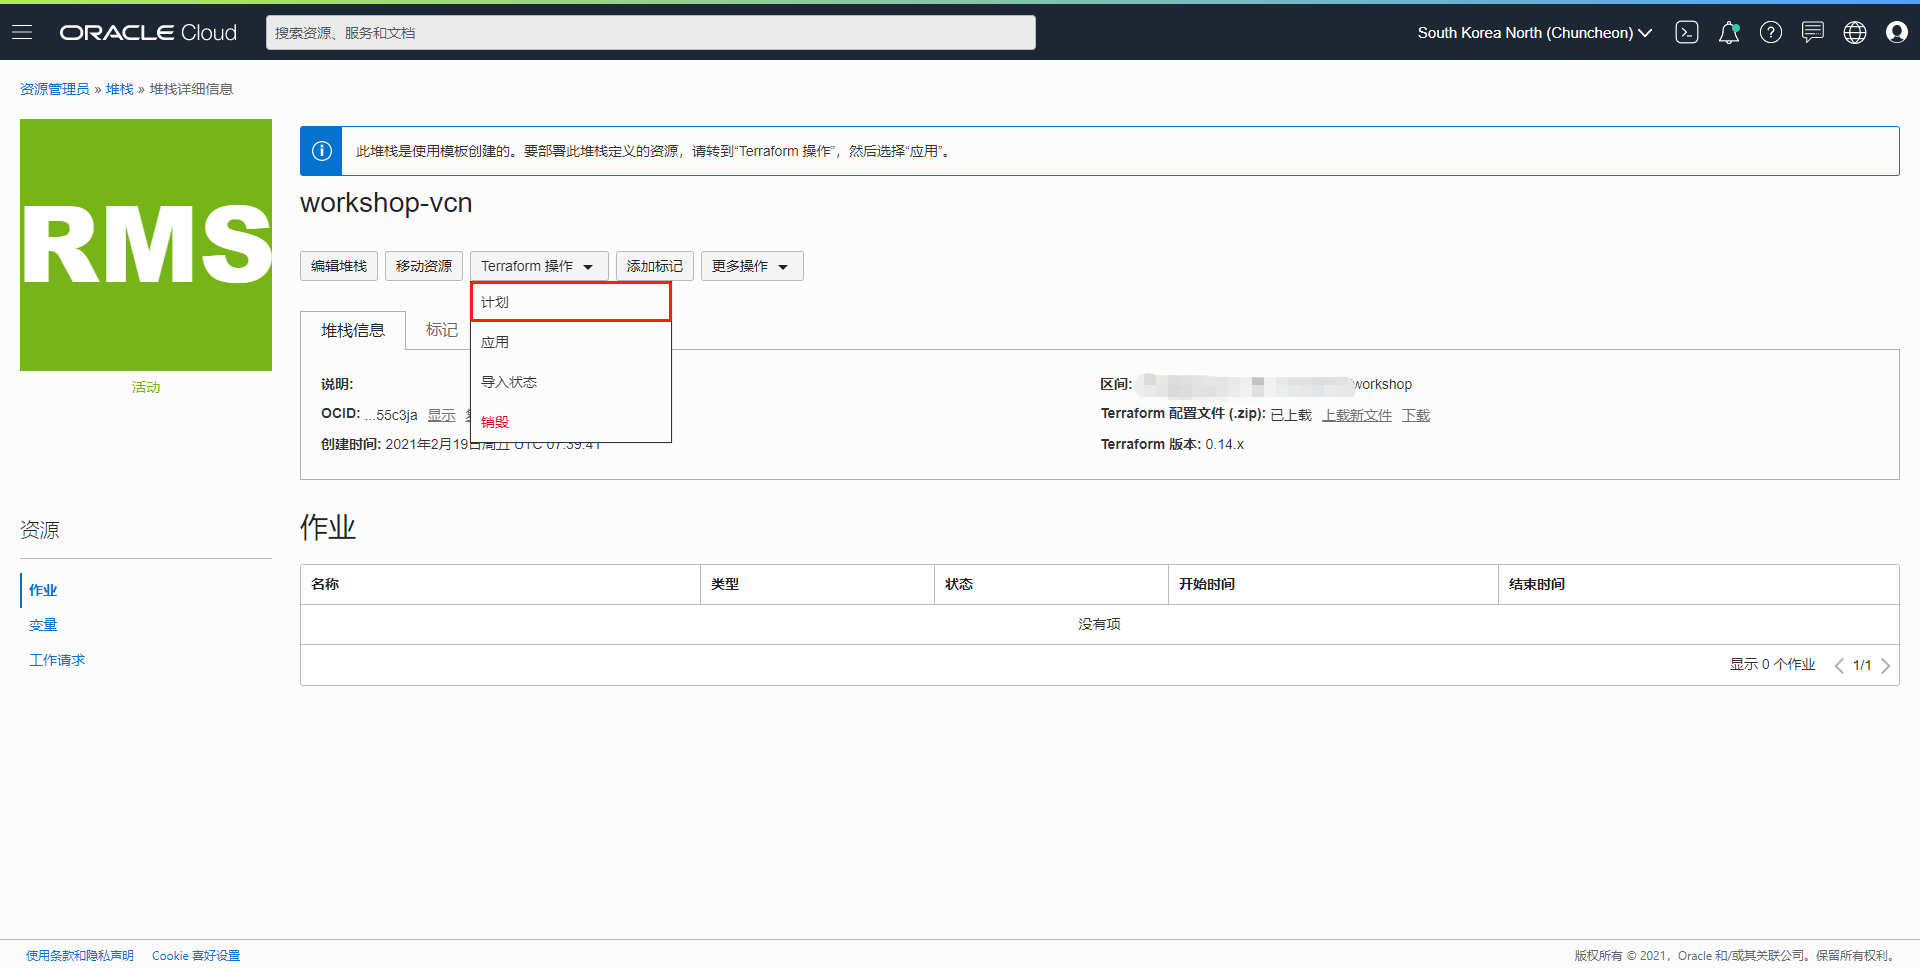 ORACLE Cloud
搜索资源、服务和文档
South Korea North (Chuncheon)
资源管理员 » 堆栈 » 堆栈详细信息
RMS
活动
此堆栈是使用模板创建的。要部署此堆栈定义的资源，请转到“Terraform 操作”，然后选择“应用”。
workshop-vcn
编辑堆栈 移动资源 Terraform 操作 添加标记 更多操作
计划
应用
导入状态
销毁
堆栈信息 标记
说明:
OCID: ...55c3ja 显示
创建时间: 2021年2月19日周五 UTC 07:39:41
区间: workshop
Terraform 配置文件 (.zip): 已上载 上载新文件 下载
Terraform 版本: 0.14.x
资源
作业
变量
工作请求
作业
名称 类型 状态 开始时间 结束时间
没有项
显示 0 个作业 1/1
使用条款和隐私声明 Cookie 喜好设置
版权所有 © 2021，Oracle 和/或其关联公司。保留所有权利。